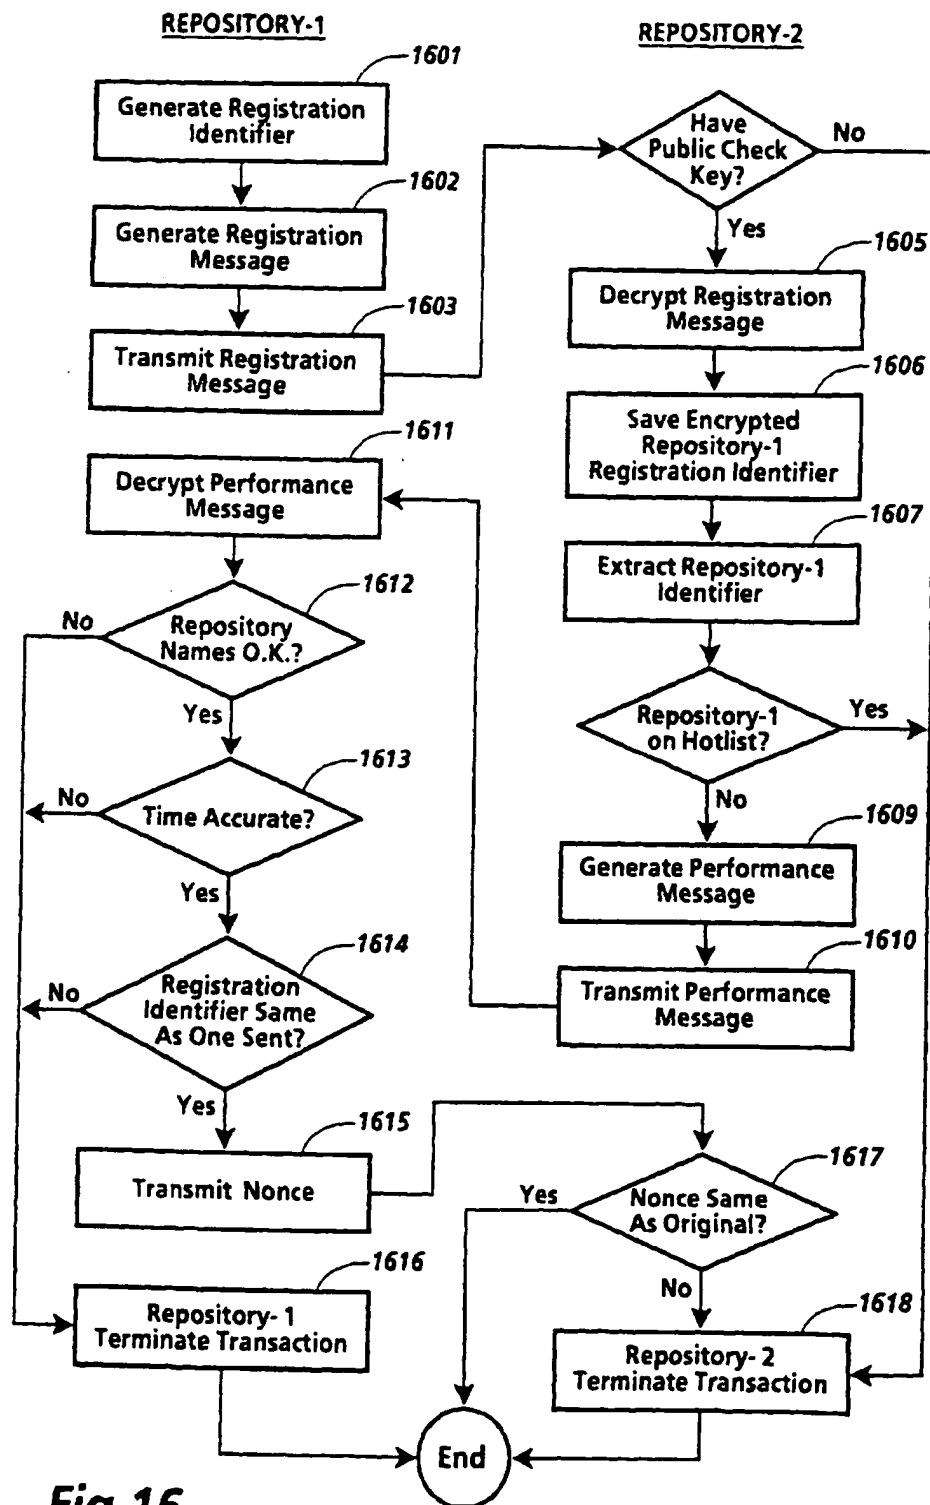 REPOSITORY-1
1601
Generate Registration
Identifier
1602
Generate Registration
Message
1603
Transmit Registration
Message
1611
Decrypt Performance
Message
1612
No
Repository
Names O.K.?
Yes
1613
No
Time Accurate?
Yes
1614
No
Registration
Identifier Same
As One Sent?
Yes
1615
Transmit Nonce
1616
Repository-1
Terminate Transaction
REPOSITORY-2
Have
Public Check
Key?
No
Yes
1605
Decrypt Registration
Message
1606
Save Encrypted
Repository-1
Registration Identifier
1607
Extract Repository-1
Identifier
Repository-1
on Hotlist?
Yes
No
1609
Generate Performance
Message
1610
Transmit Performance
Message
1617
Yes
Nonce Same
As Original?
No
1618
Repository-2
Terminate Transaction
End
Fig.16